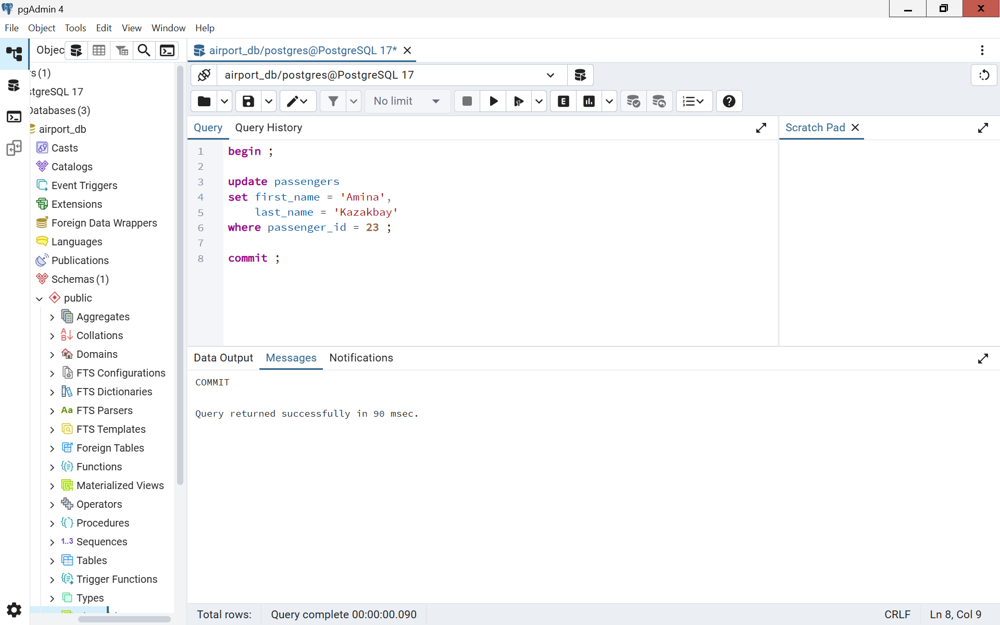 pgAdmin 4
File Object Tools Edit View Window Help
Objec
airport_db/postgres@PostgreSQL 17*
rs (1)
stgreSQL 17
Databases (3)
airport_db
Casts
Catalogs
Event Triggers
Extensions
Foreign Data Wrappers
Languages
Publications
Schemas (1)
public
Aggregates
Collations
Domains
FTS Configurations
FTS Dictionaries
Aa FTS Parsers
FTS Templates
Foreign Tables
Functions
Materialized Views
Operators
Procedures
1..3 Sequences
Tables
Trigger Functions
Types
airport_db/postgres@PostgreSQL 17
No limit
Query Query History
Scratch Pad
1 begin ;
2
3 update passengers
4 set first_name = 'Amina',
5 last_name = 'Kazakbay'
6 where passenger_id = 23 ;
7
8 commit ;
Data Output Messages Notifications
COMMIT
Query returned successfully in 90 msec.
Total rows: Query complete 00:00:00.090 CRLF Ln 8, Col 9